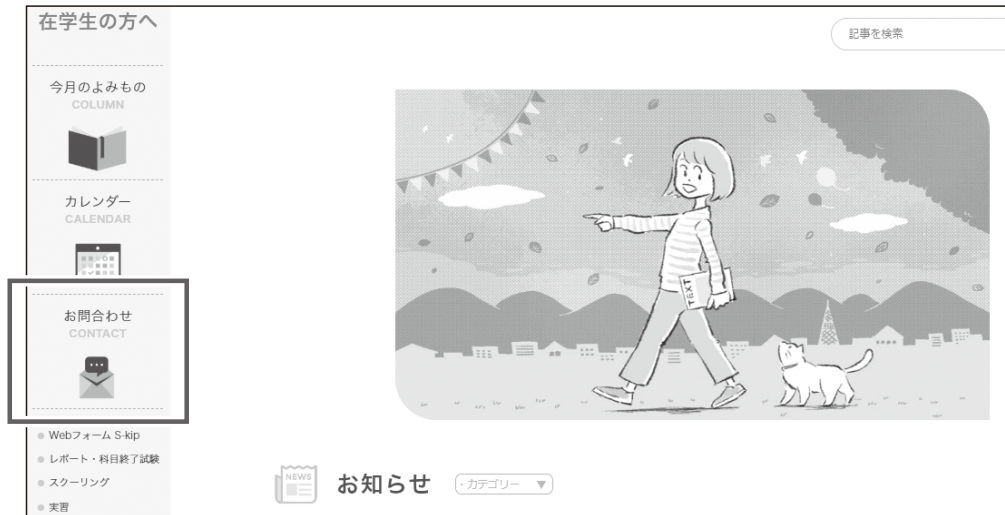 在学生の方へ
記事を検索
今月のよみもの
COLUMN
カレンダー
CALENDAR
お問合わせ
CONTACT
TEXT
Webフォーム S-kip
レポート・科目終了試験
スクーリング
実習
NEWS
お知らせ
- カテゴリー ▼